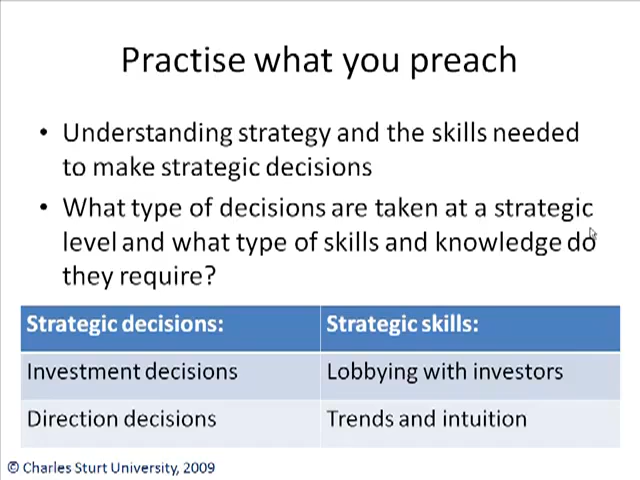 Practise what you preach
• Understanding strategy and the skills needed
to make strategic decisions
• What type of decisions are taken at a strategic
level and what type of skills and knowledge do
they require?
Strategic decisions: Strategic skills:
Investment decisions Lobbying with investors
Direction decisions Trends and intuition
© Charles Sturt University, 2009